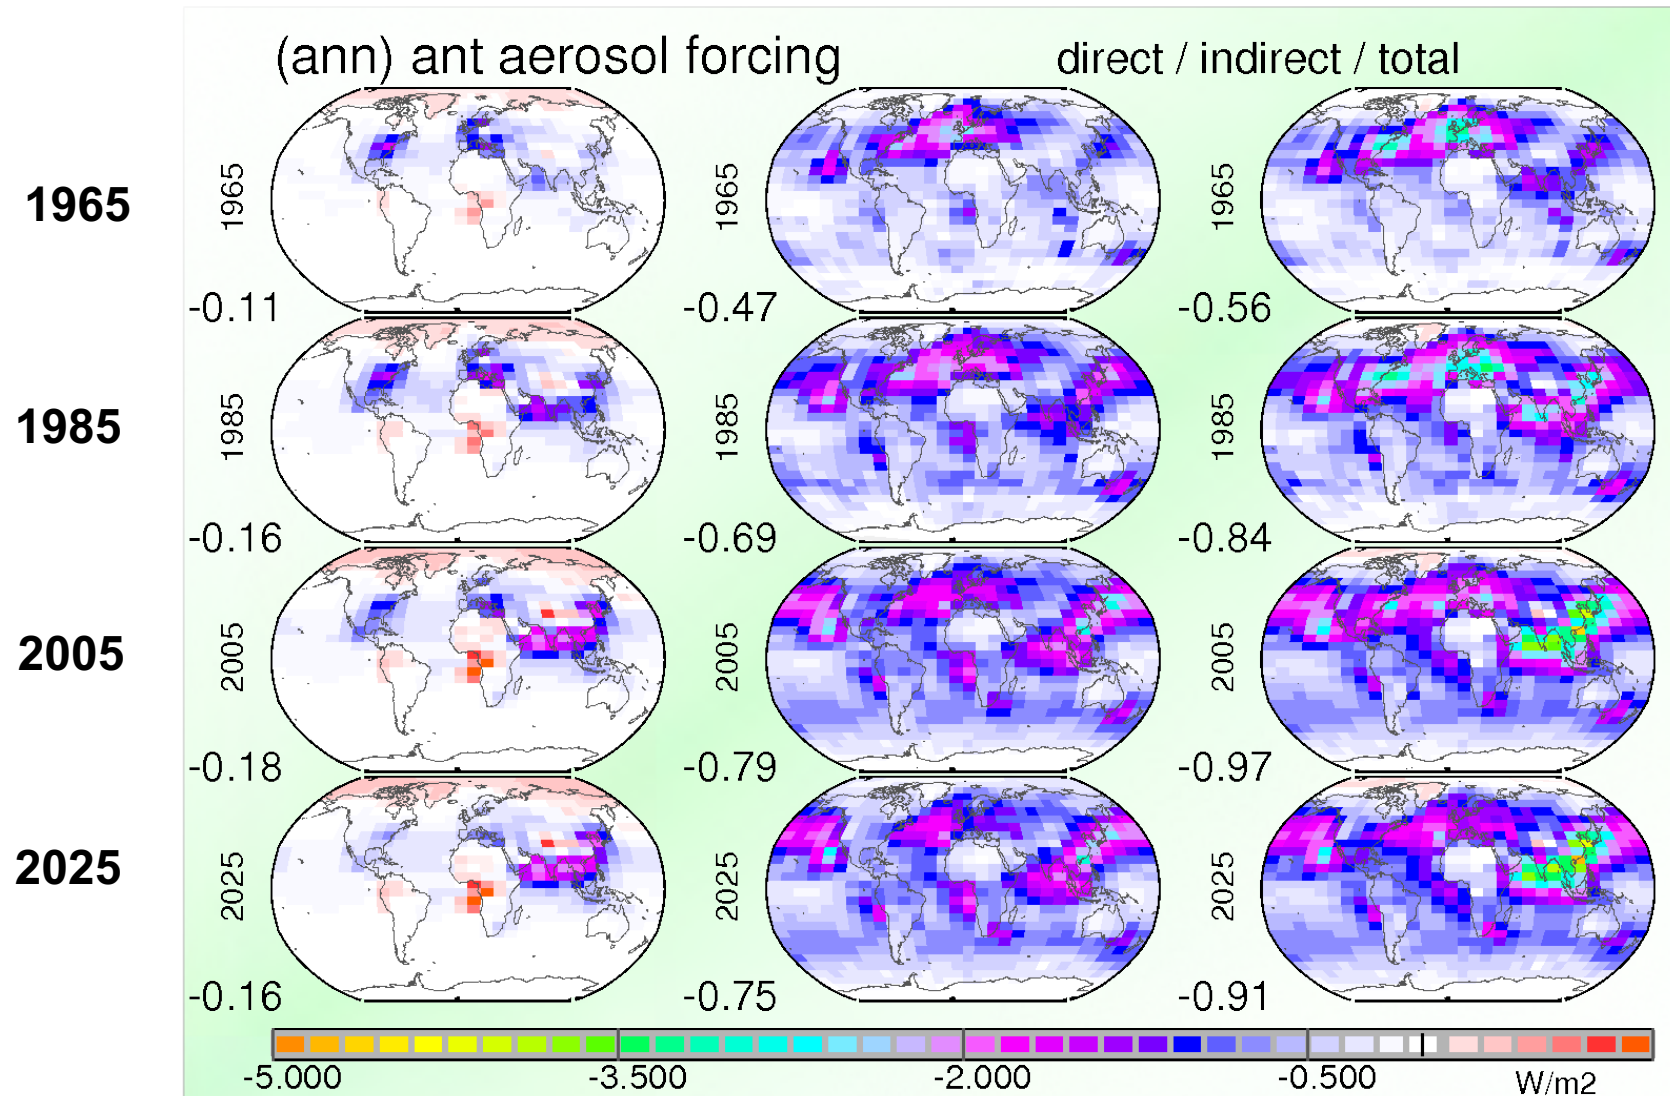 (ann) ant aerosol forcing direct / indirect / total
1965 1965 1965 1965
-0.11 -0.47 -0.56
1985 1985 1985 1985
-0.16 -0.69 -0.84
2005 2005 2005 2005
-0.18 -0.79 -0.97
2025 2025 2025 2025
-0.16 -0.75 -0.91
-5.000 -3.500 -2.000 -0.500 W/m2